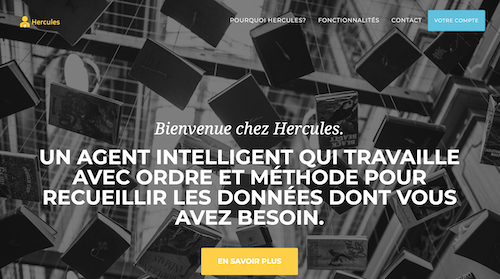 Hercules
POURQUOI HERCULES?
FONCTIONNALITÉS
CONTACT
VOTRE COMPTE
Bienvenue chez Hercules.
UN AGENT INTELLIGENT QUI TRAVAILLE
AVEC ORDRE ET MÉTHODE POUR
RECUEILLIR LES DONNÉES DONT VOUS
AVEZ BESOIN.
EN SAVOIR PLUS